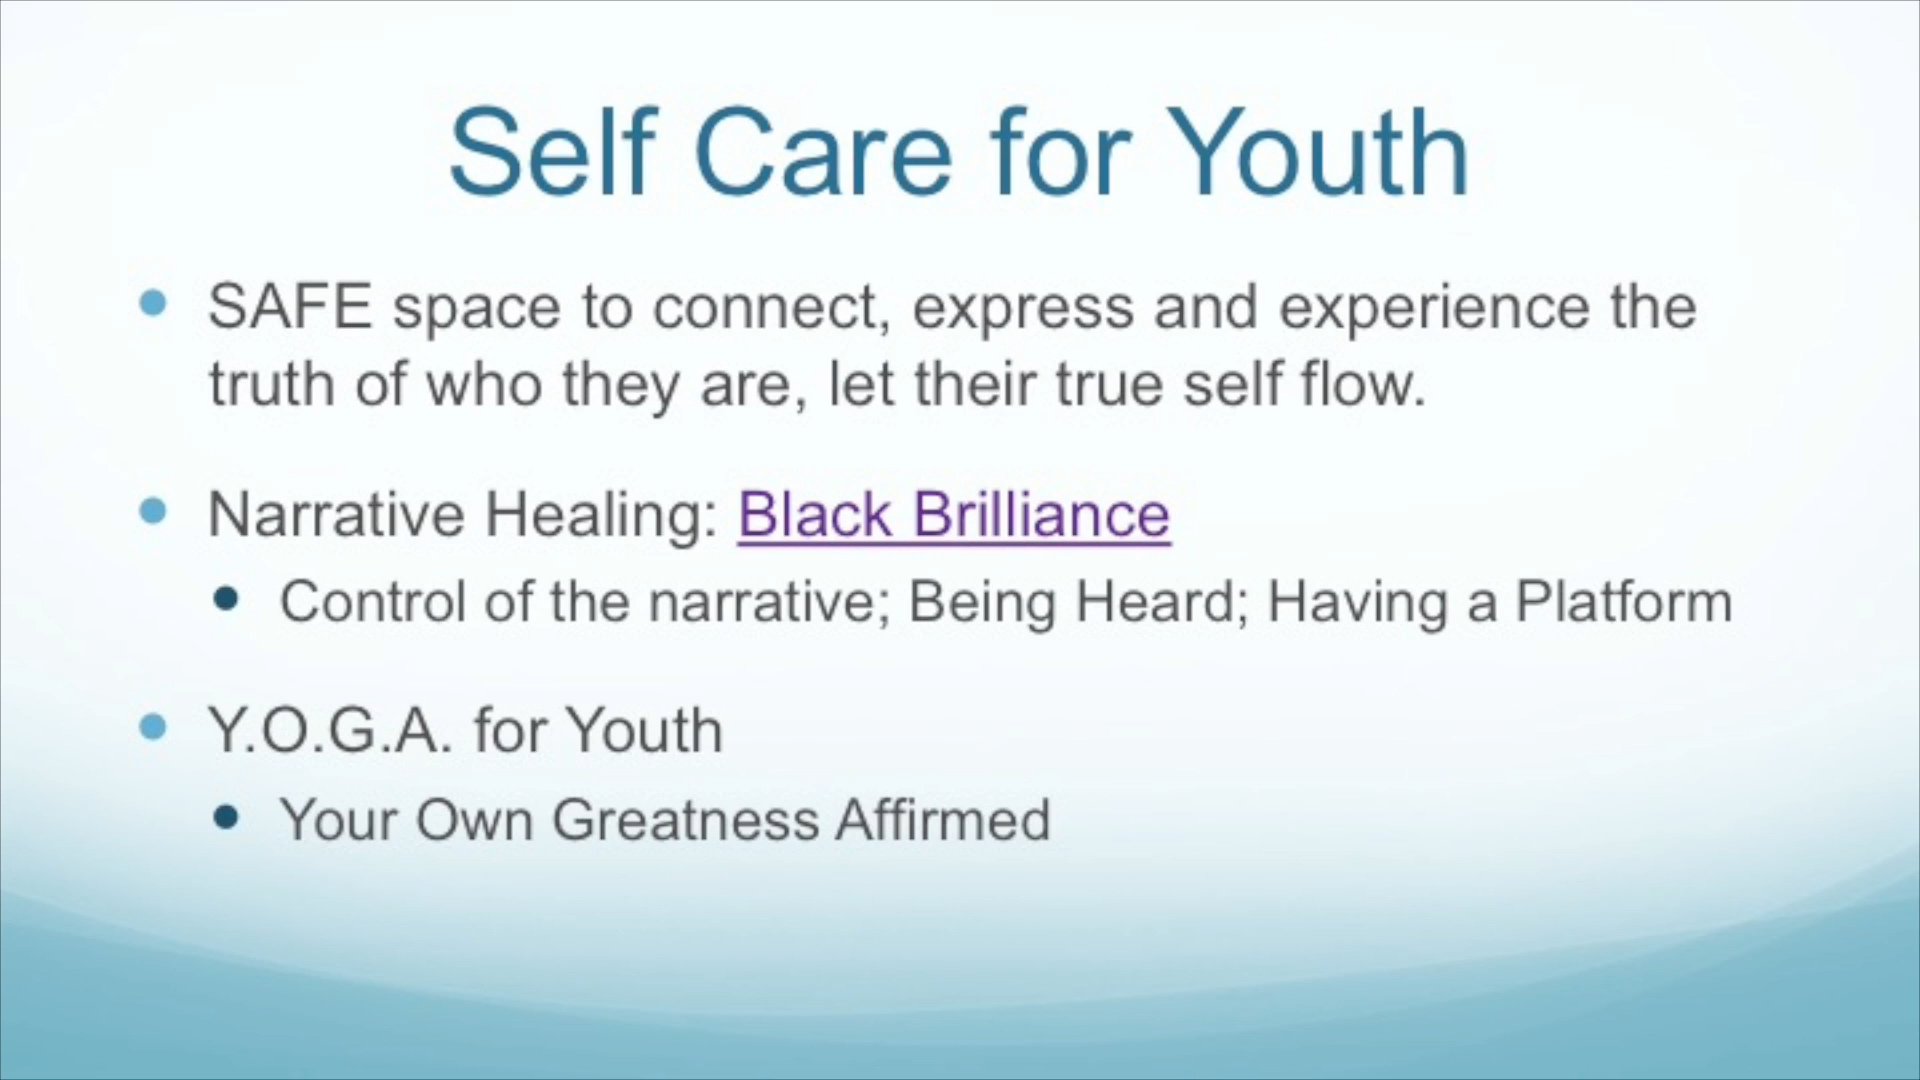 Self Care for Youth
SAFE space to connect, express and experience the
truth of who they are, let their true self flow.
Narrative Healing: Black Brilliance
Control of the narrative; Being Heard; Having a Platform
Y.O.G.A. for Youth
Your Own Greatness Affirmed